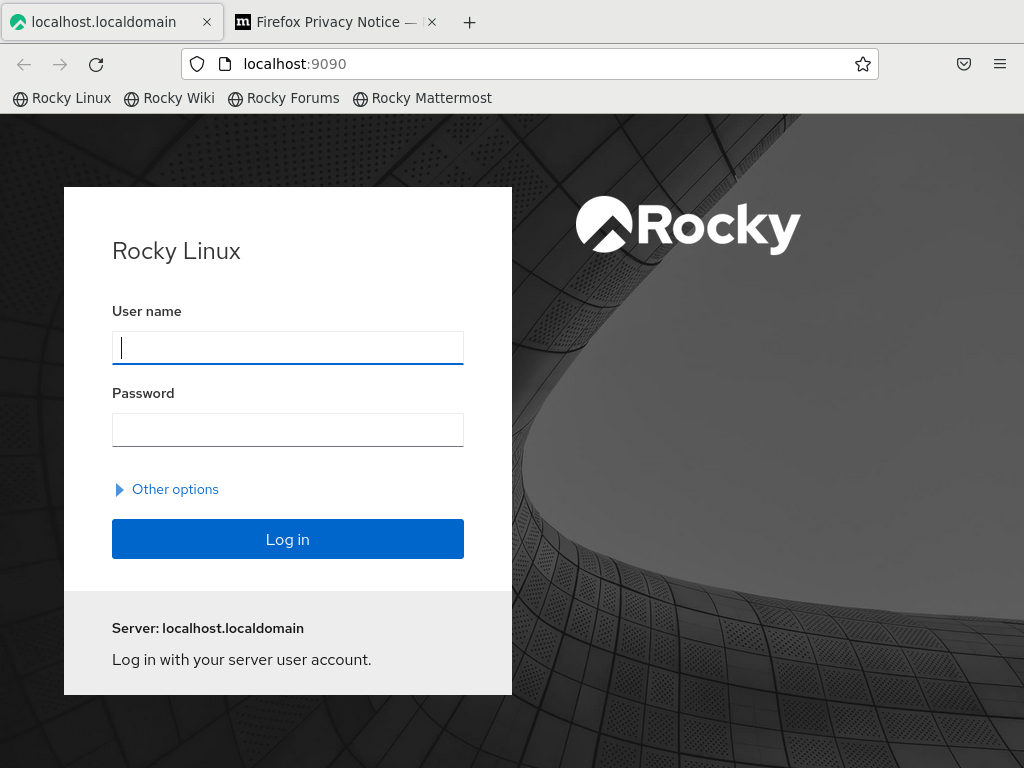 localhost.localdomain
Firefox Privacy Notice —
localhost:9090
Rocky Linux
Rocky Wiki
Rocky Forums
Rocky Mattermost
Rocky
Rocky Linux
User name
Password
Other options
Log in
Server: localhost.localdomain
Log in with your server user account.